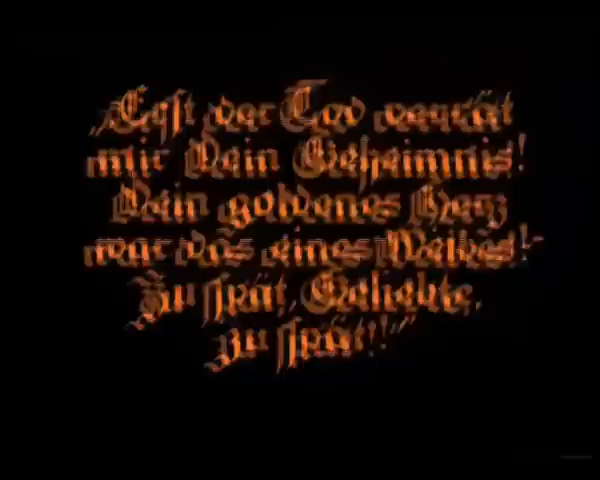 „Erst der Tod verrät
mir Dein Geheimnis!
Dein goldenes Herz
war das eines Weibes!-
Zu spät, Geliebte,
zu spät!!“